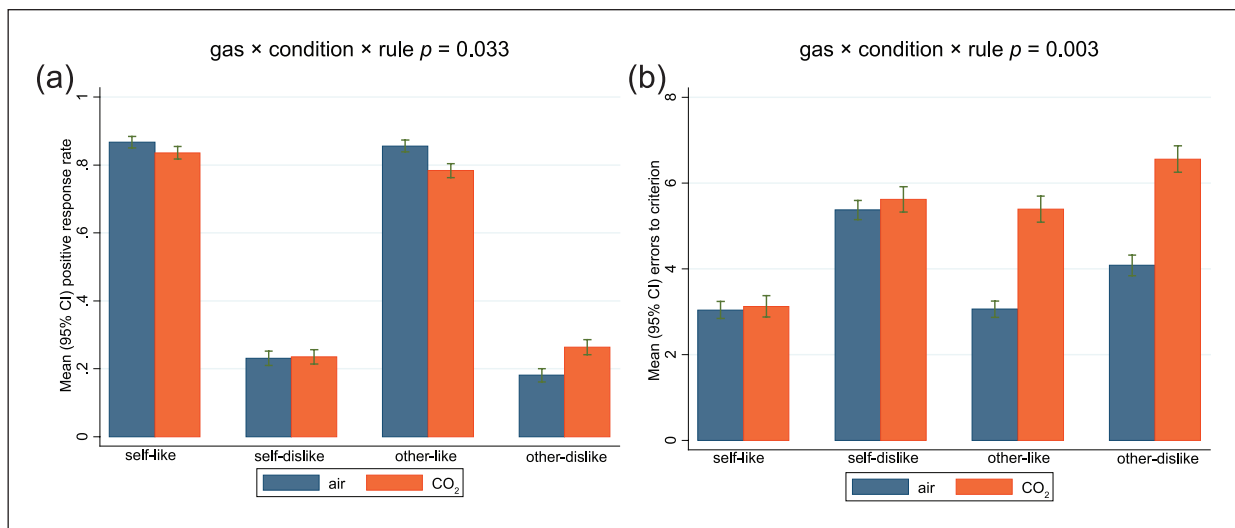 gas × condition × rule p = 0.033
(a)
Mean (95% CI) positive response rate
1
.8
.6
.4
.2
0
self-like
self-dislike
other-like
other-dislike
air
CO₂
gas × condition × rule p = 0.003
(b)
Mean (95% CI) errors to criterion
8
6
4
2
0
self-like
self-dislike
other-like
other-dislike
air
CO₂